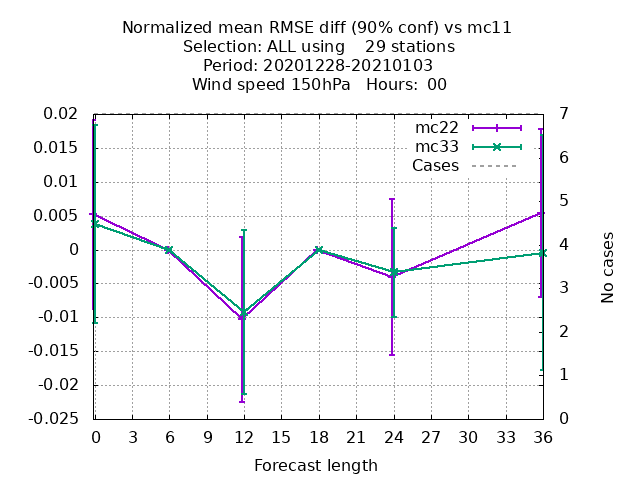 Normalized mean RMSE diff (90% conf) vs mc11
Selection: ALL using    29 stations
Period: 20201228-20210103
Wind speed 150hPa   Hours:  00
0.02
0.015
0.01
0.005
0
-0.005
-0.01
-0.015
-0.02
-0.025
mc22
mc33
Cases
7
6
5
4
3
2
1
0
No cases
0 3 6 9 12 15 18 21 24 27 30 33 36
Forecast length